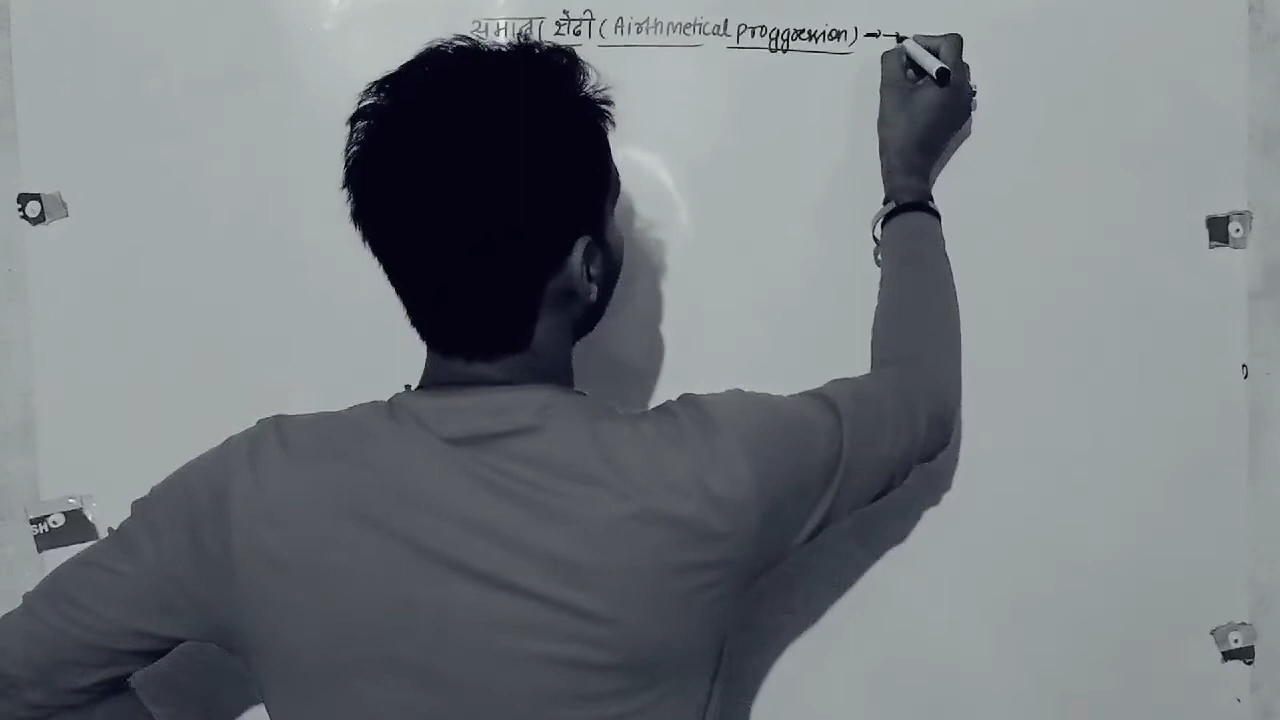 समान्तर श्रेढी ( Airthmetical proggression) →→